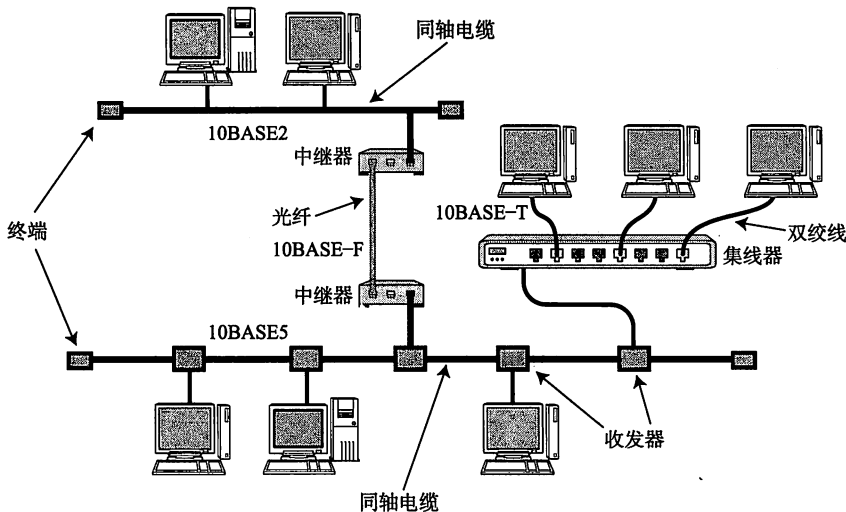 同轴电缆
10BASE2
中继器
光纤
10BASE-T
双绞线
终端
10BASE-F
集线器
中继器
10BASE5
收发器
同轴电缆